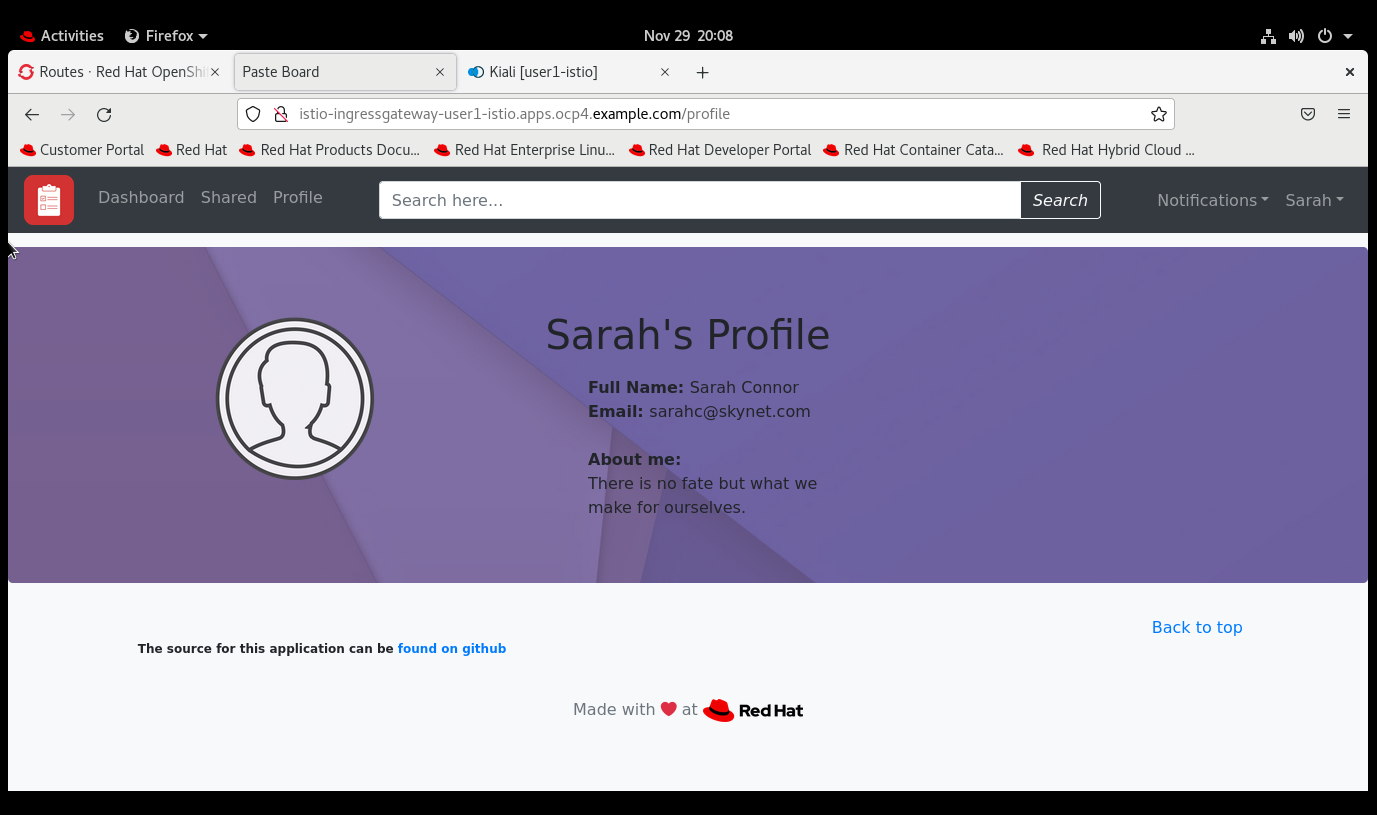 Activities Firefox Nov 29 20:08
Routes · Red Hat OpenShi Paste Board Kiali [user1-istio]
istio-ingressgateway-user1-istio.apps.ocp4.example.com/profile
Customer Portal Red Hat Red Hat Products Docu... Red Hat Enterprise Linu... Red Hat Developer Portal Red Hat Container Cata... Red Hat Hybrid Cloud ...
Dashboard Shared Profile Search here... Search Notifications Sarah
Sarah's Profile
Full Name: Sarah Connor
Email: sarahc@skynet.com
About me:
There is no fate but what we
make for ourselves.
Back to top
The source for this application can be found on github
Made with ❤ at Red Hat